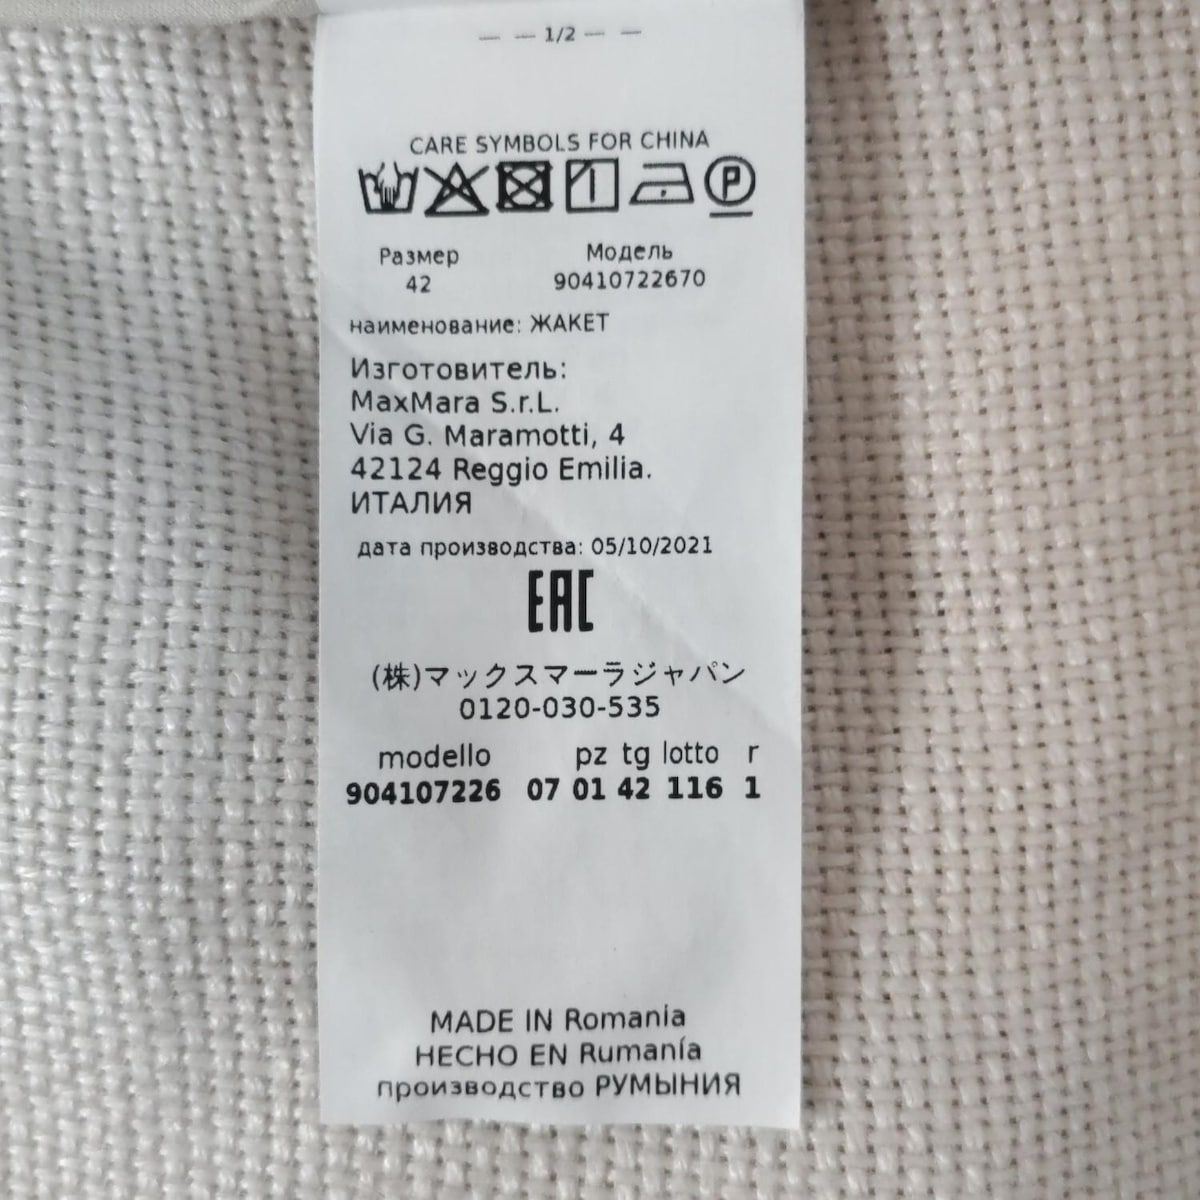 — — 1/2 — —
CARE SYMBOLS FOR CHINA
P
Размер Модель
42 90410722670
наименование: ЖАКЕТ
Изготовитель:
MaxMara S.r.L.
Via G. Maramotti, 4
42124 Reggio Emilia.
ИТАЛИЯ
дата производства: 05/10/2021
EAC
(株)マックスマーラジャパン
0120-030-535
modello pz tg lotto r
904107226 07 01 42 116 1
MADE IN Romania
HECHO EN Rumanía
производство РУМЫНИЯ